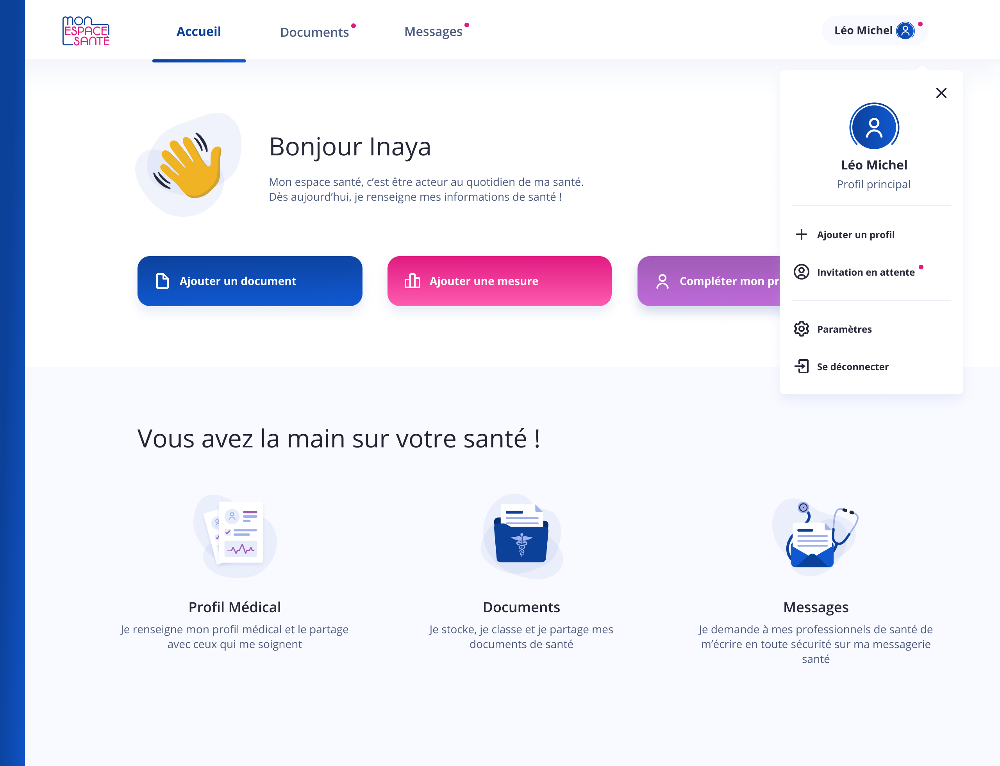 MON
ESPACE
SANTÉ
Accueil
Documents
Messages
Léo Michel
Bonjour Inaya
Mon espace santé, c’est être acteur au quotidien de ma santé.
Dès aujourd’hui, je renseigne mes informations de santé !
Ajouter un document
Ajouter une mesure
Compléter mon pr
Léo Michel
Profil principal
Ajouter un profil
Invitation en attente
Paramètres
Se déconnecter
Vous avez la main sur votre santé !
Profil Médical
Je renseigne mon profil médical et le partage
avec ceux qui me soignent
Documents
Je stocke, je classe et je partage mes
documents de santé
Messages
Je demande à mes professionnels de santé de
m’écrire en toute sécurité sur ma messagerie
santé